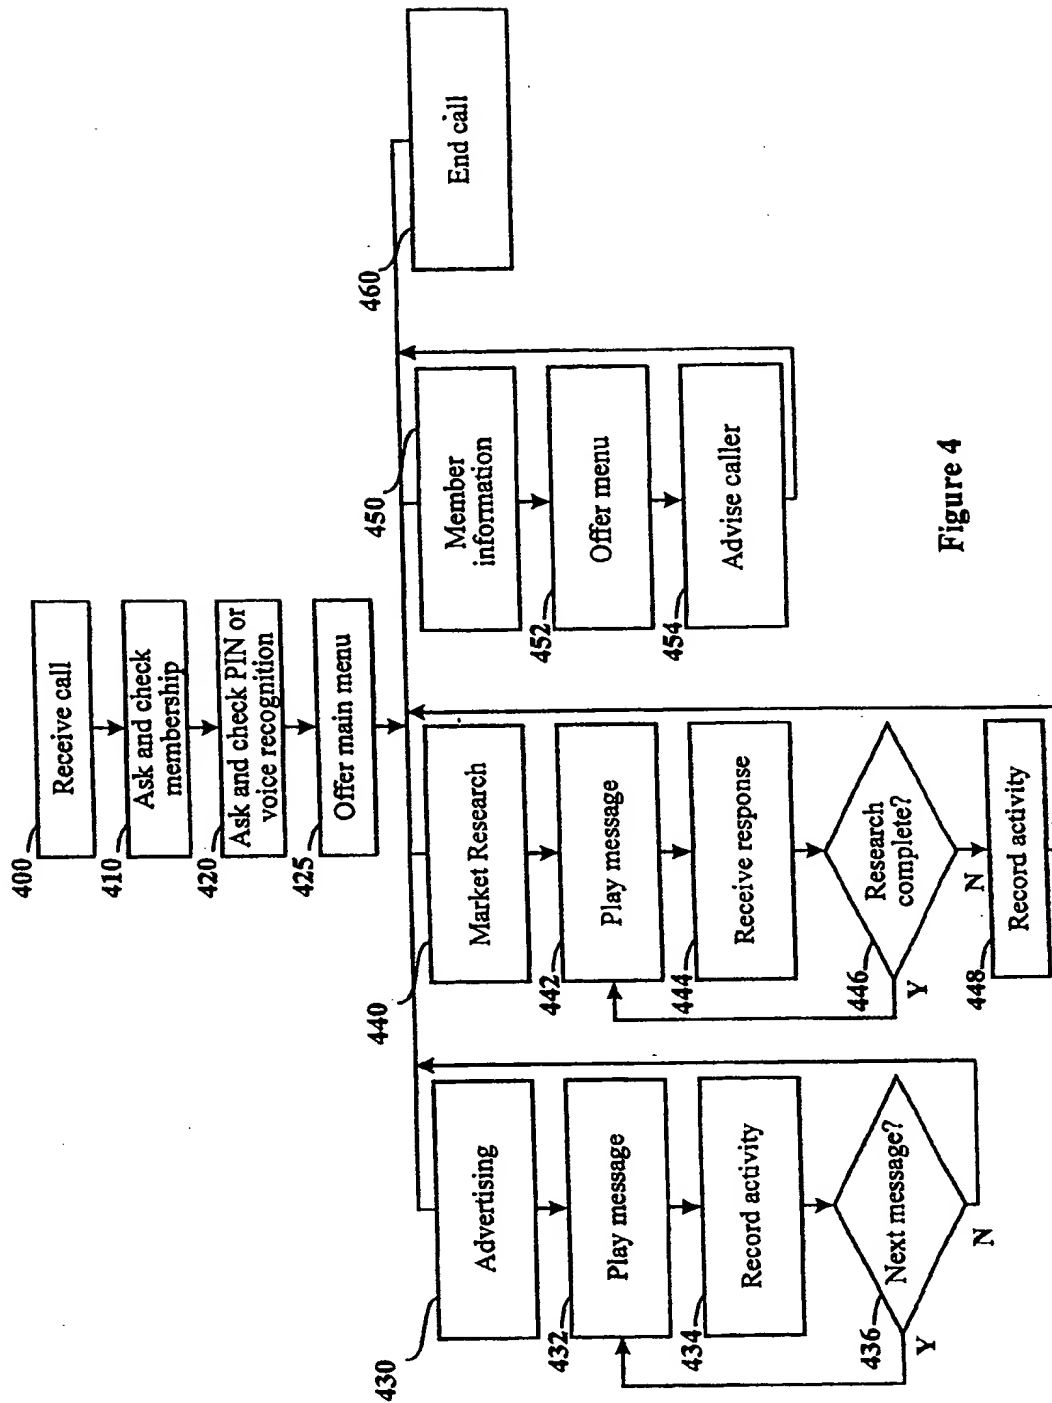 400
Receive call
410
Ask and check
membership
420
Ask and check PIN or
voice recognition
425
Offer main menu
430
Advertising
432
Play message
434
Record activity
436
Next message?
Y
N
440
Market Research
442
Play message
444
Receive response
446
Research
complete?
Y
N
448
Record activity
450
Member
information
452
Offer menu
454
Advise caller
460
End call
Figure 4